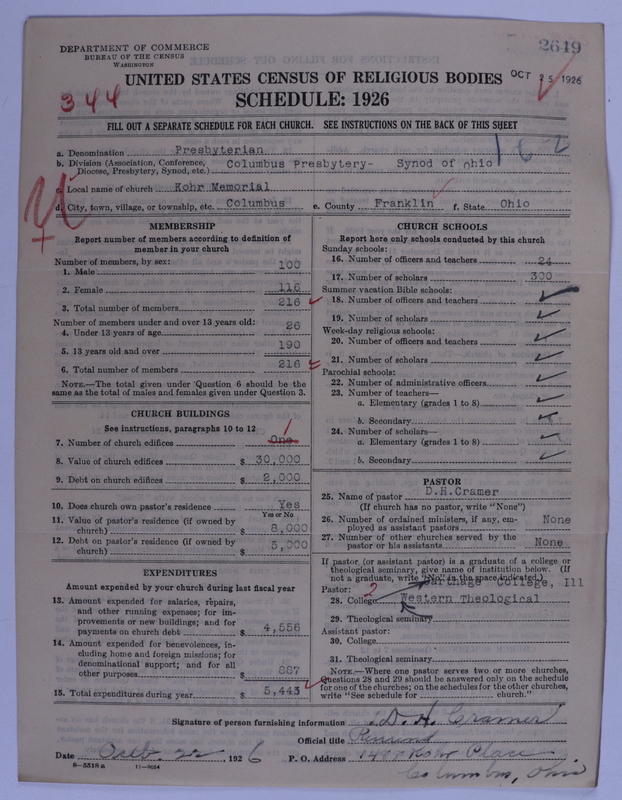 2649
DEPARTMENT OF COMMERCE
BUREAU OF THE CENSUS
WASHINGTON
UNITED STATES CENSUS OF RELIGIOUS BODIES
OCT 25 1926
344
SCHEDULE: 1926
FILL OUT A SEPARATE SCHEDULE FOR EACH CHURCH. SEE INSTRUCTIONS ON THE BACK OF THIS SHEET
a. Denomination Presbyterian
b. Division (Association, Conference, Diocese, Presbytery, Synod, etc.) Columbus Presbytery- Synod of Ohio
c. Local name of church Kohr Memorial
d. City, town, village, or township, etc. Columbus e. County Franklin f. State Ohio
MEMBERSHIP
Report number of members according to definition of
member in your church
Number of members, by sex:
1. Male 100
2. Female 116
3. Total number of members 216
Number of members under and over 13 years old:
4. Under 13 years of age 26
5. 13 years old and over 190
6. Total number of members 216
NOTE.—The total given under Question 6 should be
same as the total of males and females given under Question 3.
CHURCH BUILDINGS
See instructions, paragraphs 10 to 12
7. Number of church edifices One 1
8. Value of church edifices $ 30,000
9. Debt on church edifices $ 2,000
10. Does church own pastor's residence Yes
Yes or No
11. Value of pastor's residence (if owned by
church) $ 8,000
12. Debt on pastor's residence (if owned by
church) $ 5,000
EXPENDITURES
Amount expended by your church during last fiscal year
13. Amount expended for salaries, repairs,
and other running expenses; for im-
provements or new buildings; and for
payments on church debt $ 4,556
14. Amount expended for benevolences, in-
cluding home and foreign missions; for
denominational support; and for all
other purposes $ 887
15. Total expenditures during year $ 5,443
CHURCH SCHOOLS
Report here only schools conducted by this church
Sunday schools:
16. Number of officers and teachers 24
17. Number of scholars 300
Summer vacation Bible schools:
18. Number of officers and teachers
19. Number of scholars
Week-day religious schools:
20. Number of officers and teachers
21. Number of scholars
Parochial schools:
22. Number of administrative officers
23. Number of teachers—
a. Elementary (grades 1 to 8)
b. Secondary
24. Number of scholars—
a. Elementary (grades 1 to 8)
b. Secondary
PASTOR
25. Name of pastor D.H.Cramer
(If church has no pastor, write "None")
26. Number of ordained ministers, if any, em-
ployed as assistant pastors None
27. Number of other churches served by the
pastor or his assistants None
If pastor (or assistant pastor) is a graduate of a college or
theological seminary, give name of institution below. (If
not a graduate, write "No" in the space indicated.)
Pastor: 2 College, Ill
28. College Western Theological
29. Theological seminary
Assistant pastor:
30. College
31. Theological seminary
NOTE.—Where one pastor serves two or more churches,
Questions 28 and 29 should be answered only on the schedule
for one of the churches; on the schedules for the other churches,
write "See schedule for church.
Signature of person furnishing information D. H. Cramer
Official title
Date Oct. 22 1926 P. O. Address Kohr Place
8-5518a 11-9054 Columbus, Ohio